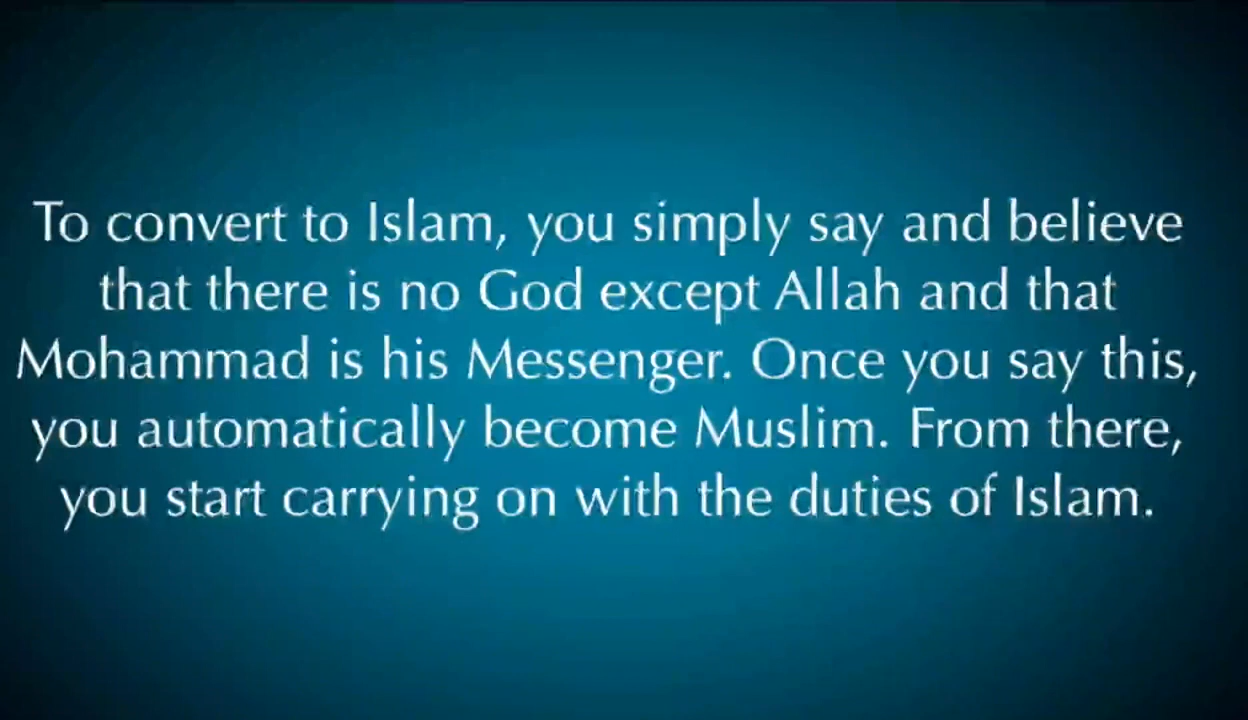 To convert to Islam, you simply say and believe
that there is no God except Allah and that
Mohammad is his Messenger. Once you say this,
you automatically become Muslim. From there,
you start carrying on with the duties of Islam.